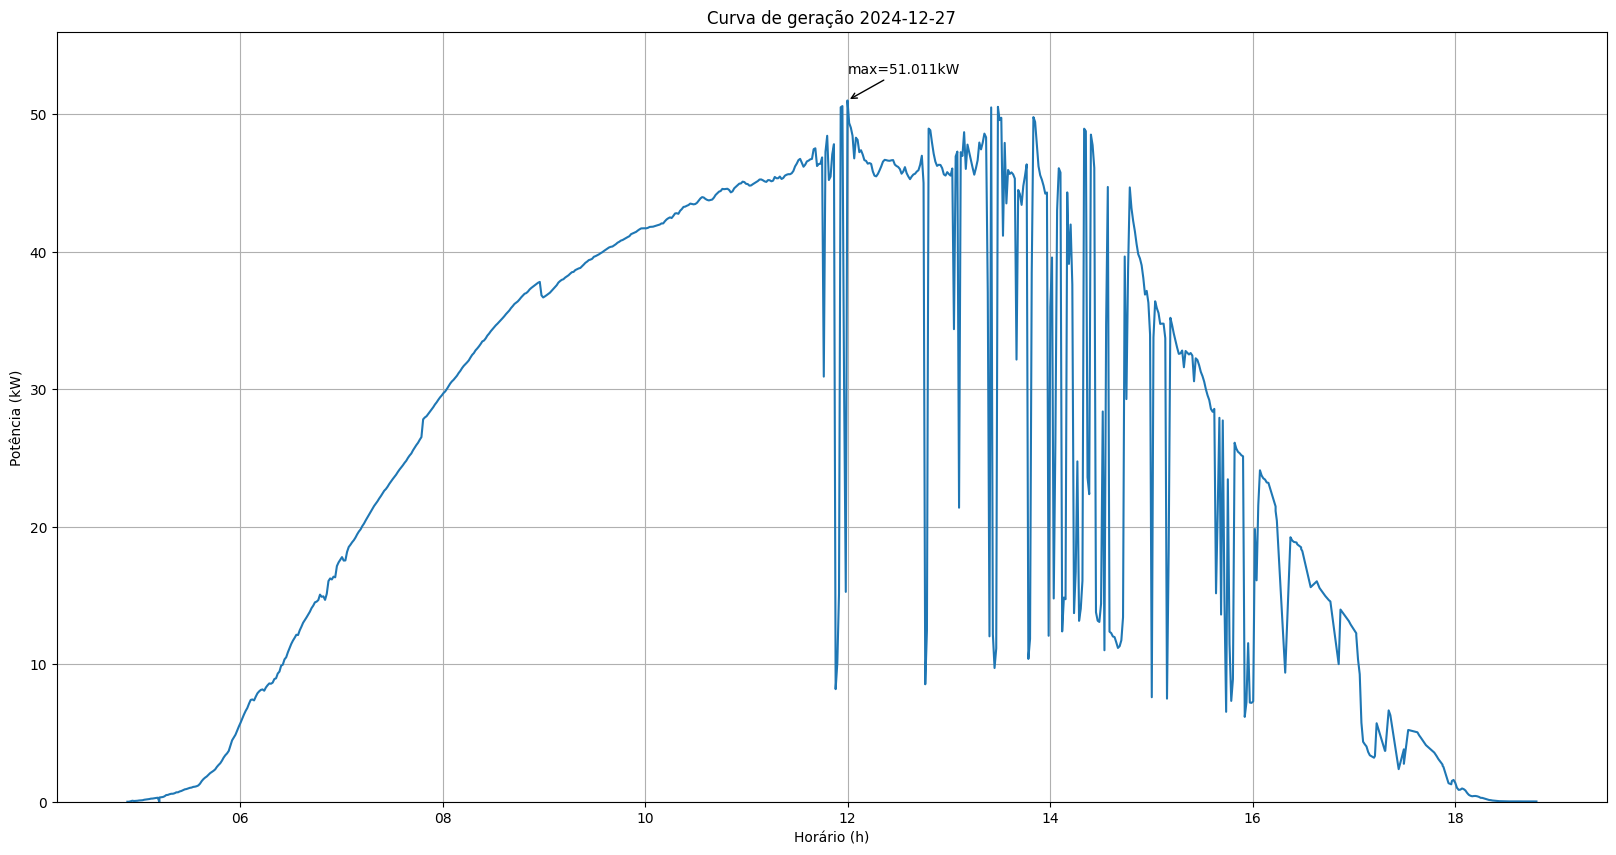 Curva de geração 2024-12-27
max=51.011kW
50
40
30
20
10
0
Potência (kW)
06 08 10 12 14 16 18
Horário (h)